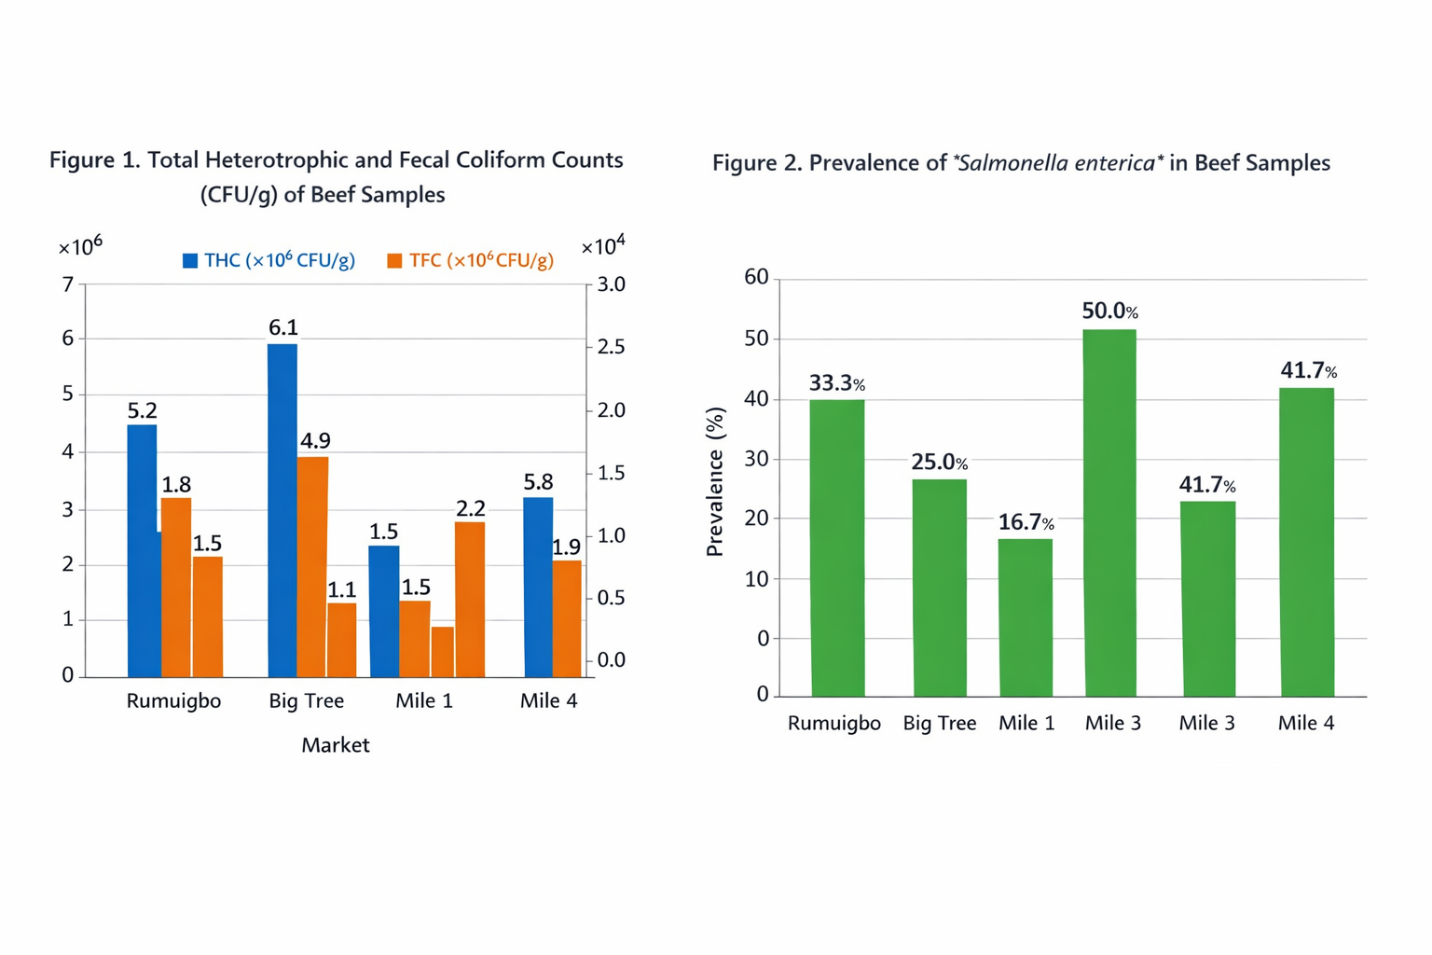 Figure 1. Total Heterotrophic and Fecal Coliform Counts
(CFU/g) of Beef Samples
×10⁶
THC (×10⁶ CFU/g)
TFC (×10⁶ CFU/g)
×10⁴
7
6
5
4
3
2
1
0
3.0
2.5
2.0
1.5
1.0
0.5
0.0
5.2
1.8
1.5
6.1
4.9
1.1
1.5
1.5
2.2
5.8
1.9
Rumuigbo
Big Tree
Mile 1
Mile 4
Market
Figure 2. Prevalence of *Salmonella enterica* in Beef Samples
Prevalence (%)
60
50
40
30
20
10
0
0
33.3%
25.0%
16.7%
50.0%
41.7%
41.7%
Rumuigbo
Big Tree
Mile 1
Mile 3
Mile 3
Mile 4